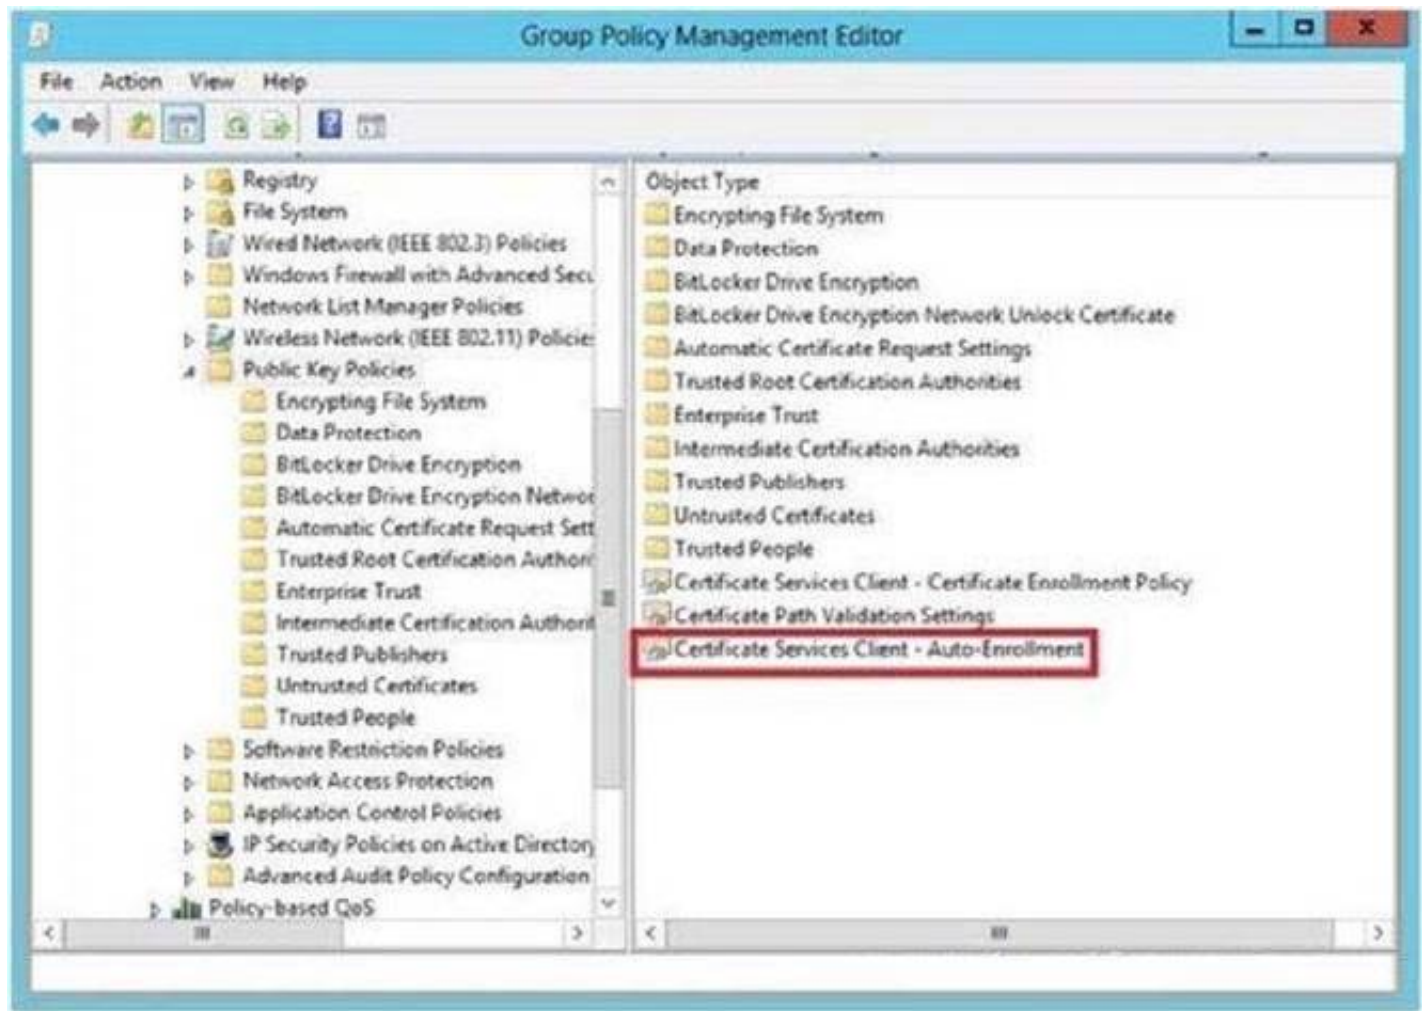 Group Policy Management Editor
File Action View Help
Registry
File System
Wired Network (IEEE 802.3) Policies
Windows Firewall with Advanced Secu
Network List Manager Policies
Wireless Network (IEEE 802.11) Policies
Public Key Policies
Encrypting File System
Data Protection
BitLocker Drive Encryption
BitLocker Drive Encryption Networ
Automatic Certificate Request Sett
Trusted Root Certification Authori
Enterprise Trust
Intermediate Certification Authorit
Trusted Publishers
Untrusted Certificates
Trusted People
Software Restriction Policies
Network Access Protection
Application Control Policies
IP Security Policies on Active Directory
Advanced Audit Policy Configuration
Policy-based QoS
Object Type
Encrypting File System
Data Protection
BitLocker Drive Encryption
BitLocker Drive Encryption Network Unlock Certificate
Automatic Certificate Request Settings
Trusted Root Certification Authorities
Enterprise Trust
Intermediate Certification Authorities
Trusted Publishers
Untrusted Certificates
Trusted People
Certificate Services Client - Certificate Enrollment Policy
Certificate Path Validation Settings
Certificate Services Client - Auto-Enrollment